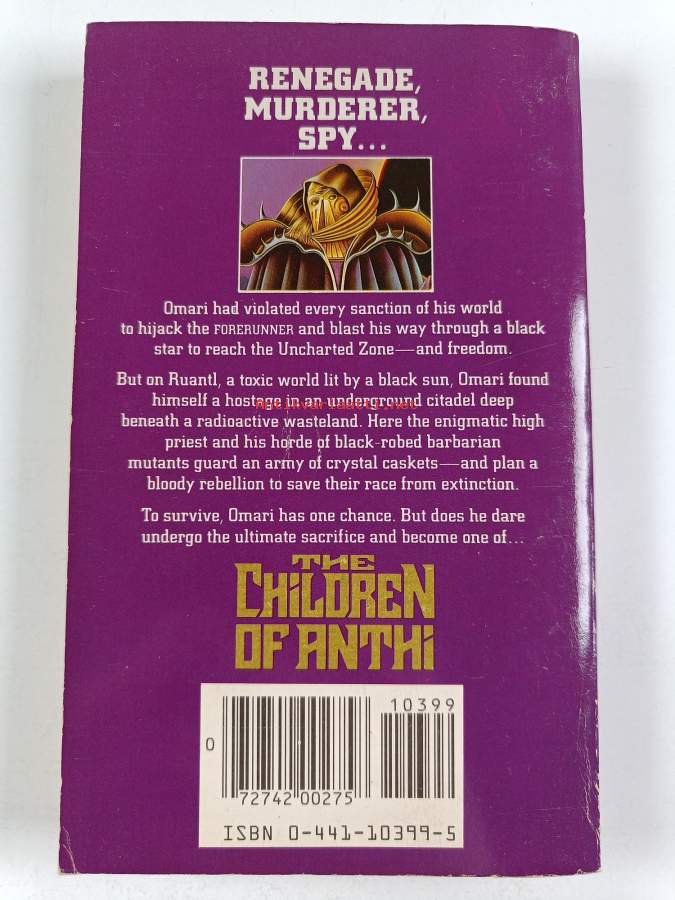 RENEGADE,
MURDERER,
SPY...
Omari had violated every sanction of his world
to hijack the FORERUNNER and blast his way through a black
star to reach the Uncharted Zone—and freedom.
But on Ruantl, a toxic world lit by a black sun, Omari found
himself a hostage in an underground citadel deep
Antikvariaatti.net
beneath a radioactive wasteland. Here the enigmatic high
priest and his horde of black-robed barbarian
mutants guard an army of crystal caskets—and plan a
bloody rebellion to save their race from extinction.
To survive, Omari has one chance. But does he dare
undergo the ultimate sacrifice and become one of...
THE
CHiLDREN
OF ANTHi
10399
0
72742 00275
ISBN 0-441-10399-5